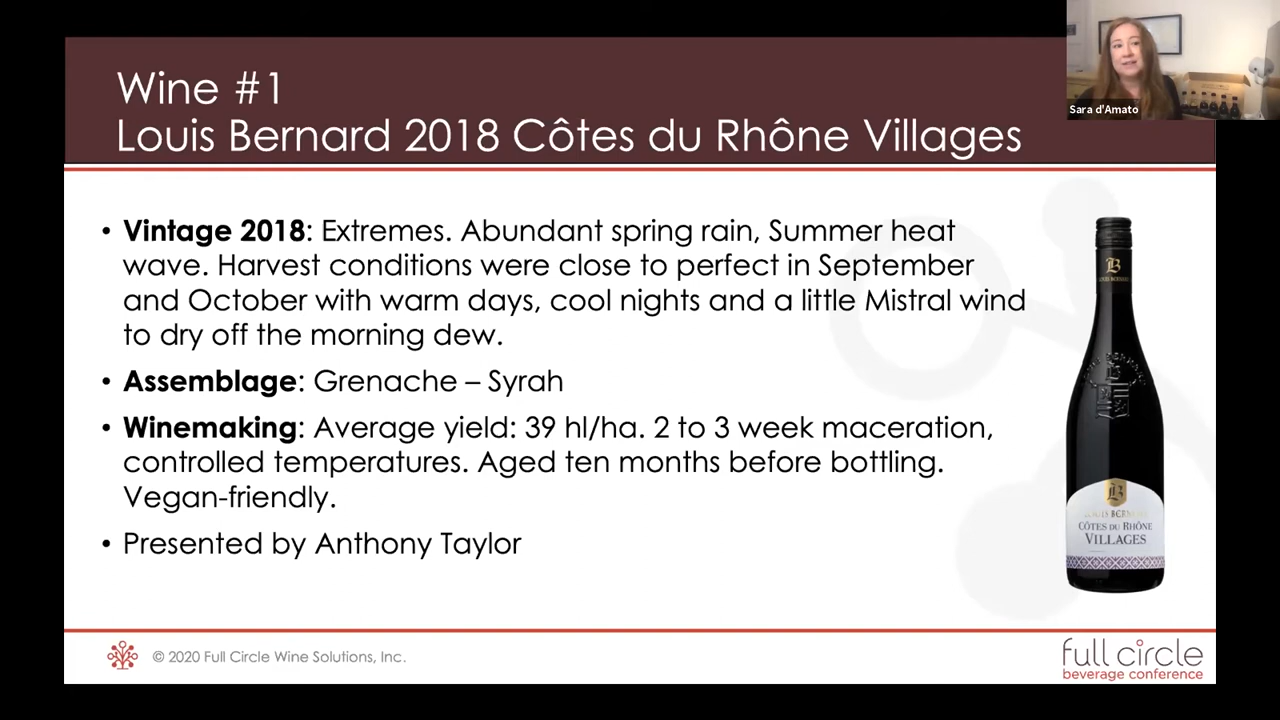 Wine #1
Louis Bernard 2018 Côtes du Rhône Villages
Sara d'Amato
• Vintage 2018: Extremes. Abundant spring rain, Summer heat
wave. Harvest conditions were close to perfect in September
and October with warm days, cool nights and a little Mistral wind
to dry off the morning dew.
• Assemblage: Grenache – Syrah
• Winemaking: Average yield: 39 hl/ha. 2 to 3 week maceration,
controlled temperatures. Aged ten months before bottling.
Vegan-friendly.
• Presented by Anthony Taylor
B
LOUIS BERNARD
B
LOUIS BERNARD
CÔTES DU RHÔNE
VILLAGES
© 2020 Full Circle Wine Solutions, Inc.
full circle
beverage conference